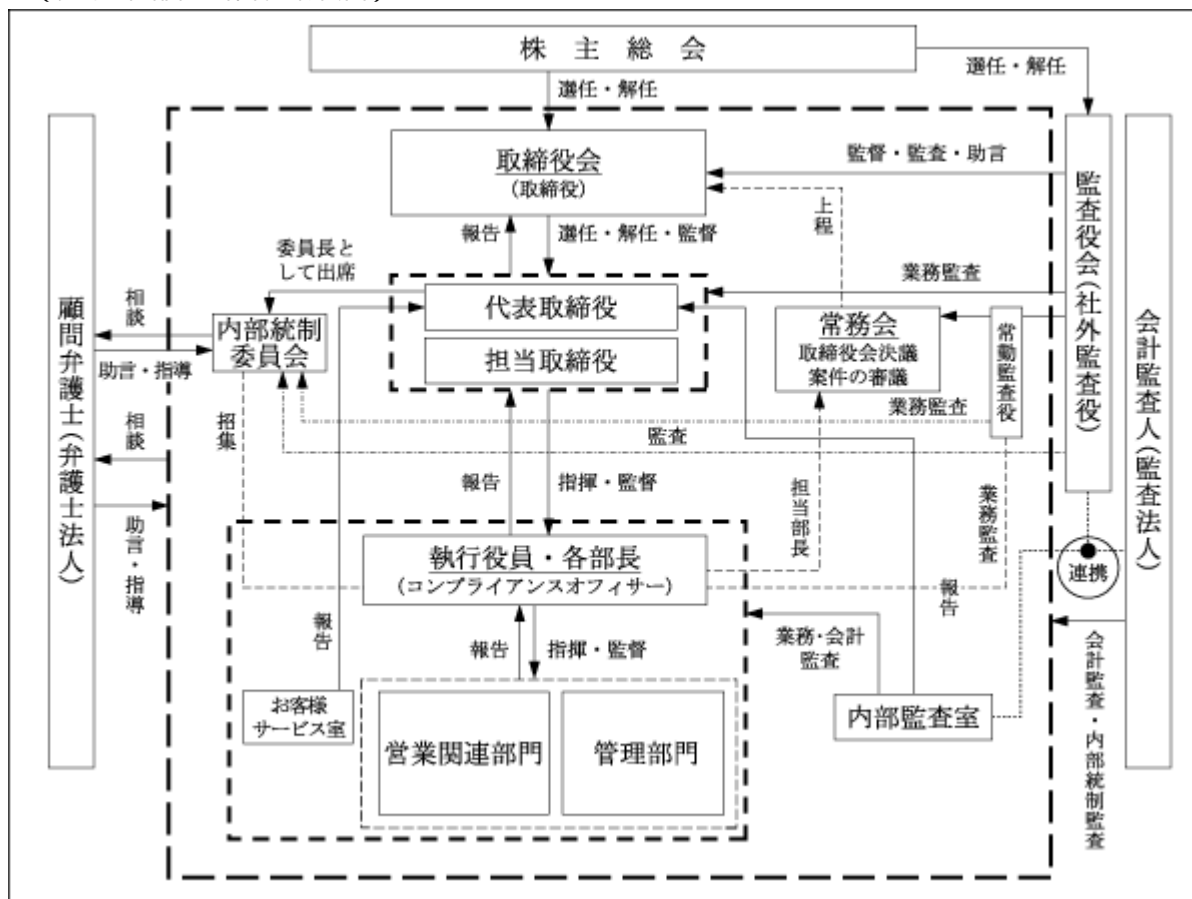 株主総会
選任・解任
選任・解任
取締役会
(取締役)
監督・監査・助言
上程
報告
選任・解任・監督
委員長と
して出席
業務監査
代表取締役
担当取締役
内部統制
委員会
相談
助言・指導
常務会
取締役会決議
案件の審議
常勤監査役
監査役会(社外監査役)
会計監査人(監査法人)
顧問弁護士(弁護士法人)
招集
業務監査
監査
相談
助言・指導
報告
指揮・監督
担当部長
業務監査
執行役員・各部長
(コンプライアンスオフィサー)
連携
報告
報告
報告
指揮・監督
業務・会計
監査
お客様
サービス室
営業関連部門
管理部門
内部監査室
会計監査・内部統制監査